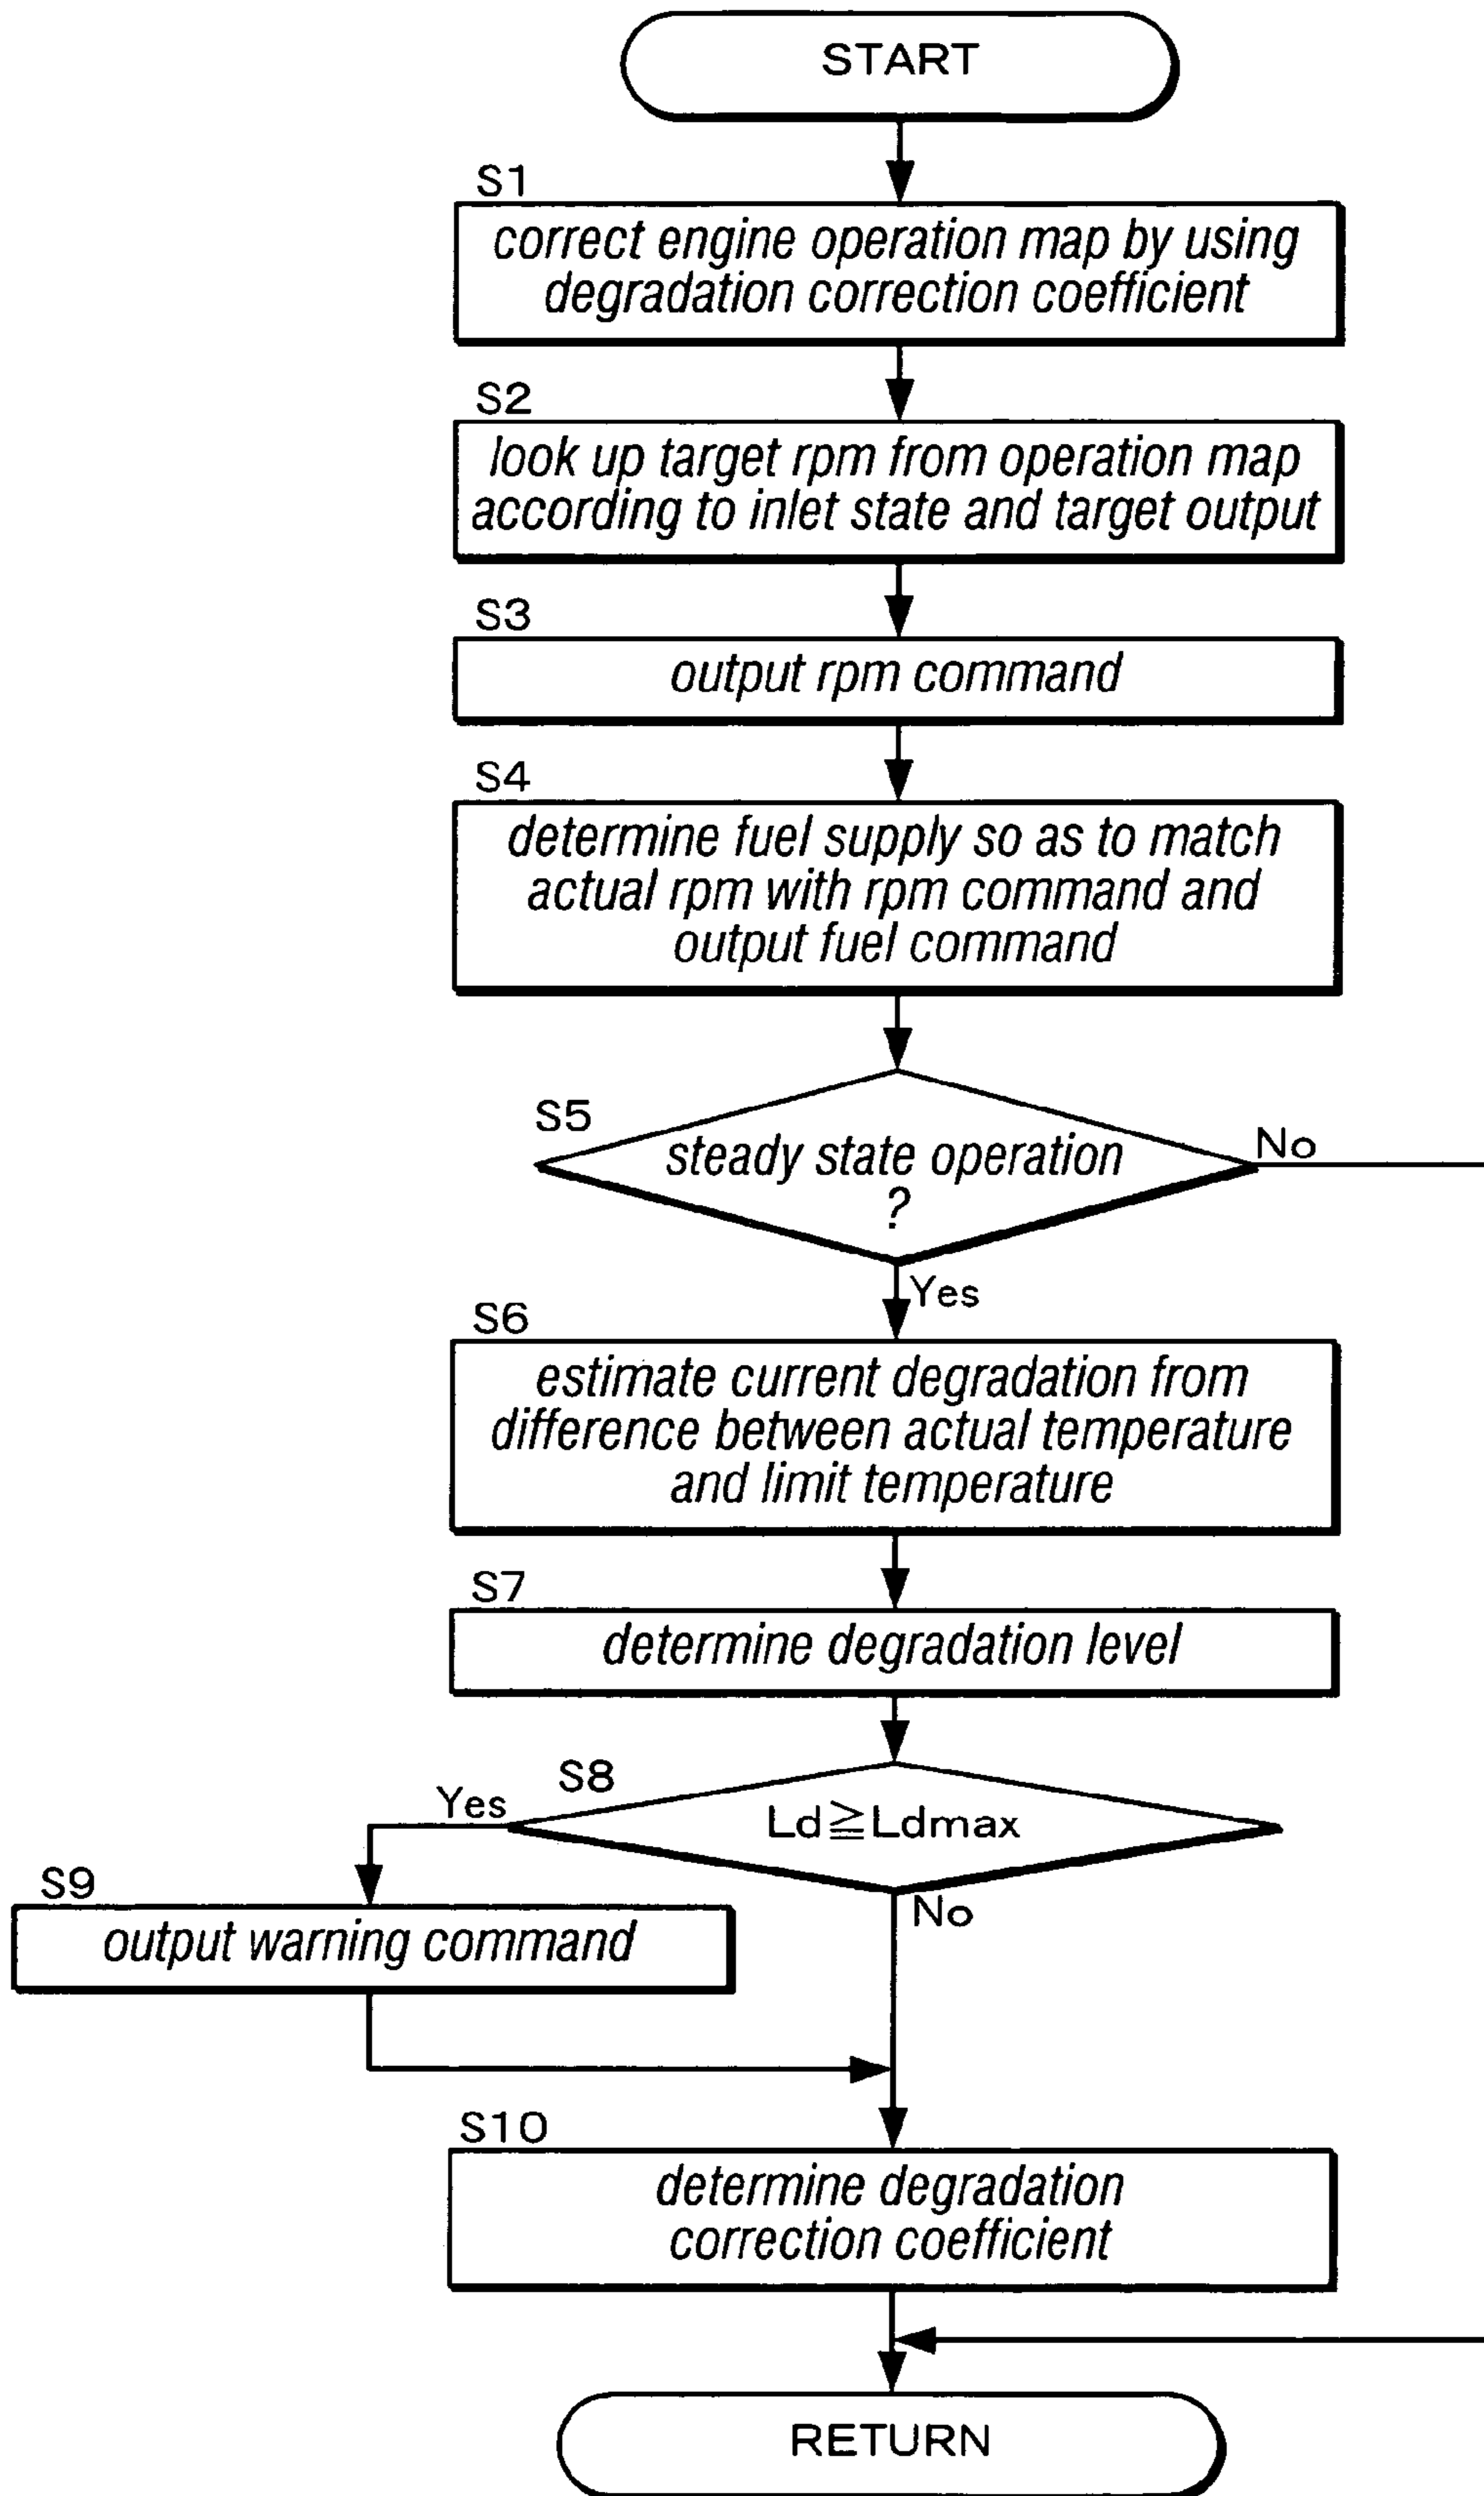 START
S1
correct engine operation map by using
degradation correction coefficient
S2
look up target rpm from operation map
according to inlet state and target output
S3
output rpm command
S4
determine fuel supply so as to match
actual rpm with rpm command and
output fuel command
S5
steady state operation
?
No
Yes
S6
estimate current degradation from
difference between actual temperature
and limit temperature
S7
determine degradation level
S8
Yes
Ld≧Ldmax
No
S9
output warning command
S10
determine degradation
correction coefficient
RETURN